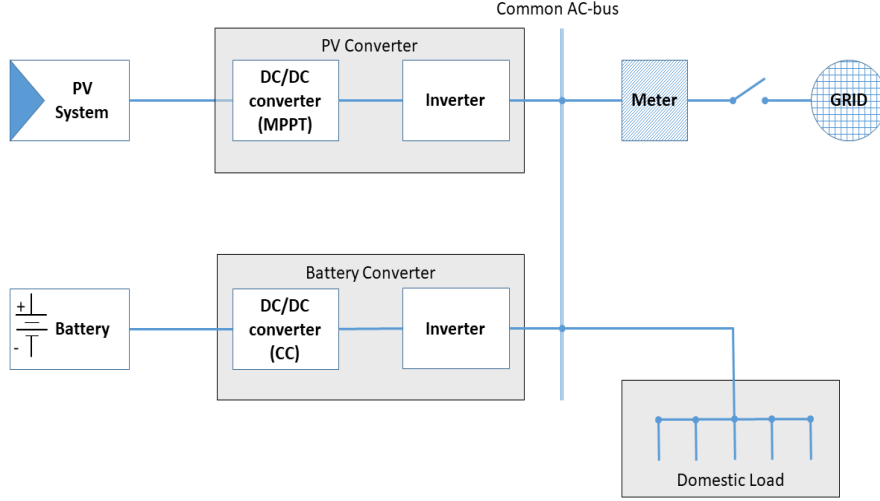 Common AC-bus
PV Converter
PV
System
DC/DC
converter
(MPPT)
Inverter
Meter
GRID
Battery Converter
+
-
Battery
DC/DC
converter
(CC)
Inverter
Domestic Load